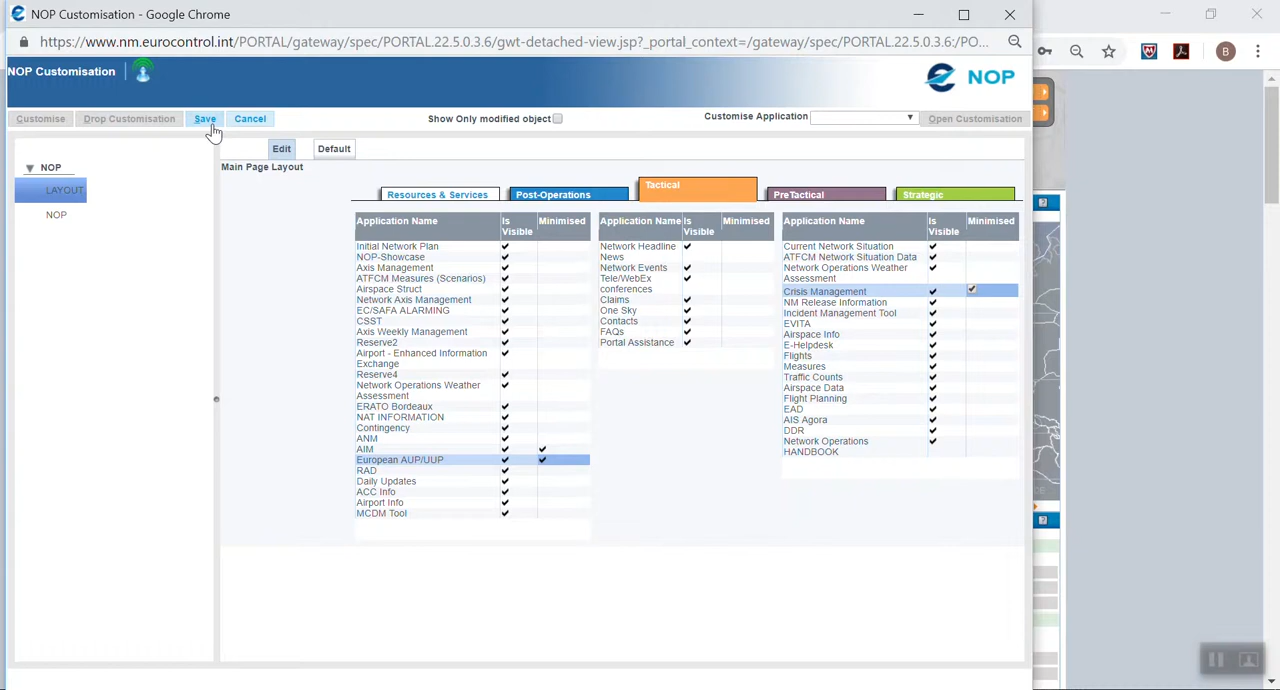 NOP Customisation - Google Chrome
https://www.nm.eurocontrol.int/PORTAL/gateway/spec/PORTAL.22.5.0.3.6/gwt-detached-view.jsp?_portal_context=/gateway/spec/PORTAL.22.5.0.3.6:/PO...
B
NOP Customisation
NOP
Customise
Drop Customisation
Save
Cancel
Show Only modified object
Customise Application
Open Customisation
NOP
LAYOUT
NOP
Edit
Default
Main Page Layout
Resources & Services
Post-Operations
Tactical
PreTactical
Strategic
Application Name
Is Visible
Minimised
Initial Network Plan
NOP-Showcase
Axis Management
ATFCM Measures (Scenarios)
Airspace Struct
Network Axis Management
EC/SAFA ALARMING
CSST
Axis Weekly Management
Reserve2
Airport - Enhanced Information
Exchange
Reserve4
Network Operations Weather
Assessment
ERATO Bordeaux
NAT INFORMATION
Contingency
ANM
AIM
European AUP/UUP
RAD
Daily Updates
ACC Info
Airport Info
MCDM Tool
Application Name
Is Visible
Minimised
Network Headline
News
Network Events
Tele/WebEx
conferences
Claims
One Sky
Contacts
FAQs
Portal Assistance
Application Name
Is Visible
Minimised
Current Network Situation
ATFCM Network Situation Data
Network Operations Weather
Assessment
Crisis Management
NM Release Information
Incident Management Tool
EVITA
Airspace Info
E-Helpdesk
Flights
Measures
Traffic Counts
Airspace Data
Flight Planning
EAD
AIS Agora
DDR
Network Operations
HANDBOOK